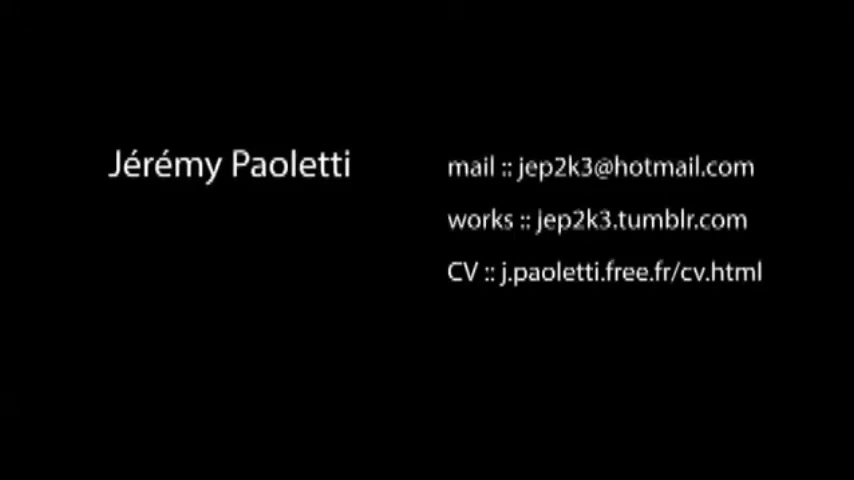 Jérémy Paoletti
mail :: jep2k3@hotmail.com
works :: jep2k3.tumblr.com
CV :: j.paoletti.free.fr/cv.html